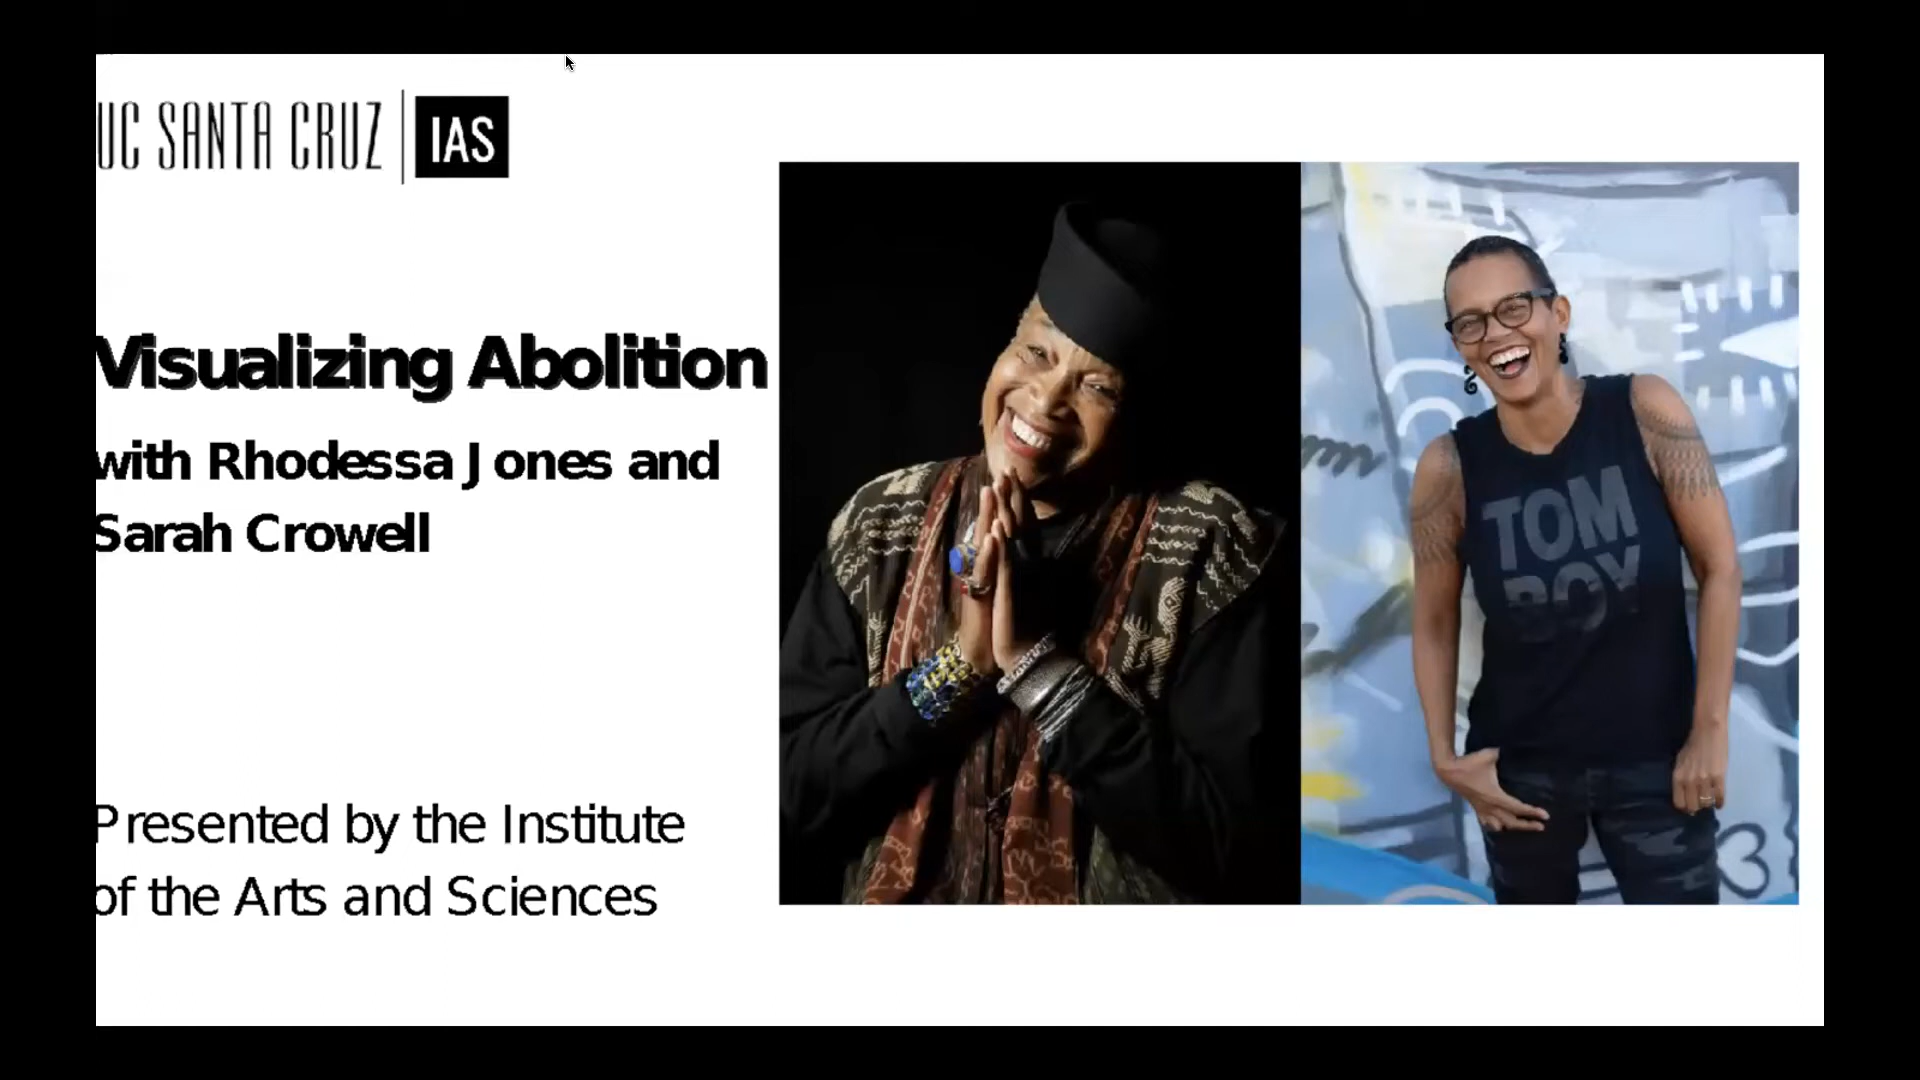 UC SANTA CRUZ | IAS
Visualizing Abolition
with Rhodessa Jones and
Sarah Crowell
Presented by the Institute
of the Arts and Sciences
TOM
BOY